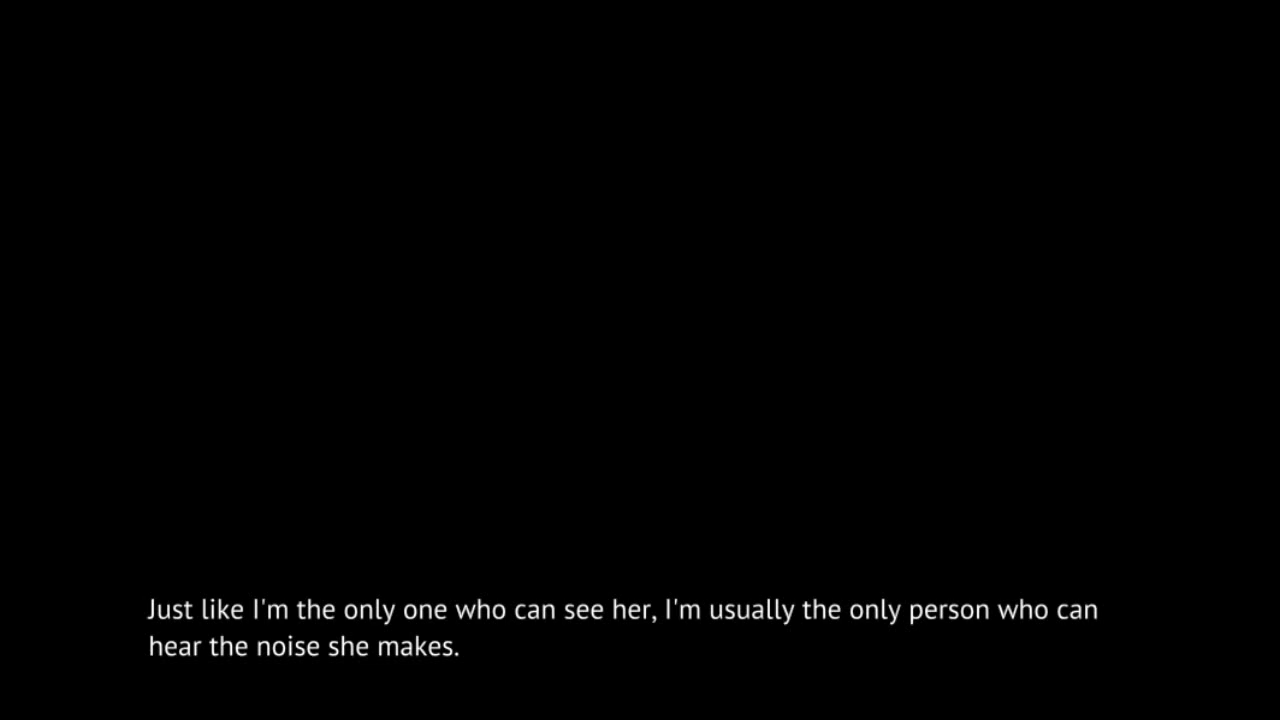 Just like I'm the only one who can see her, I'm usually the only person who can
hear the noise she makes.